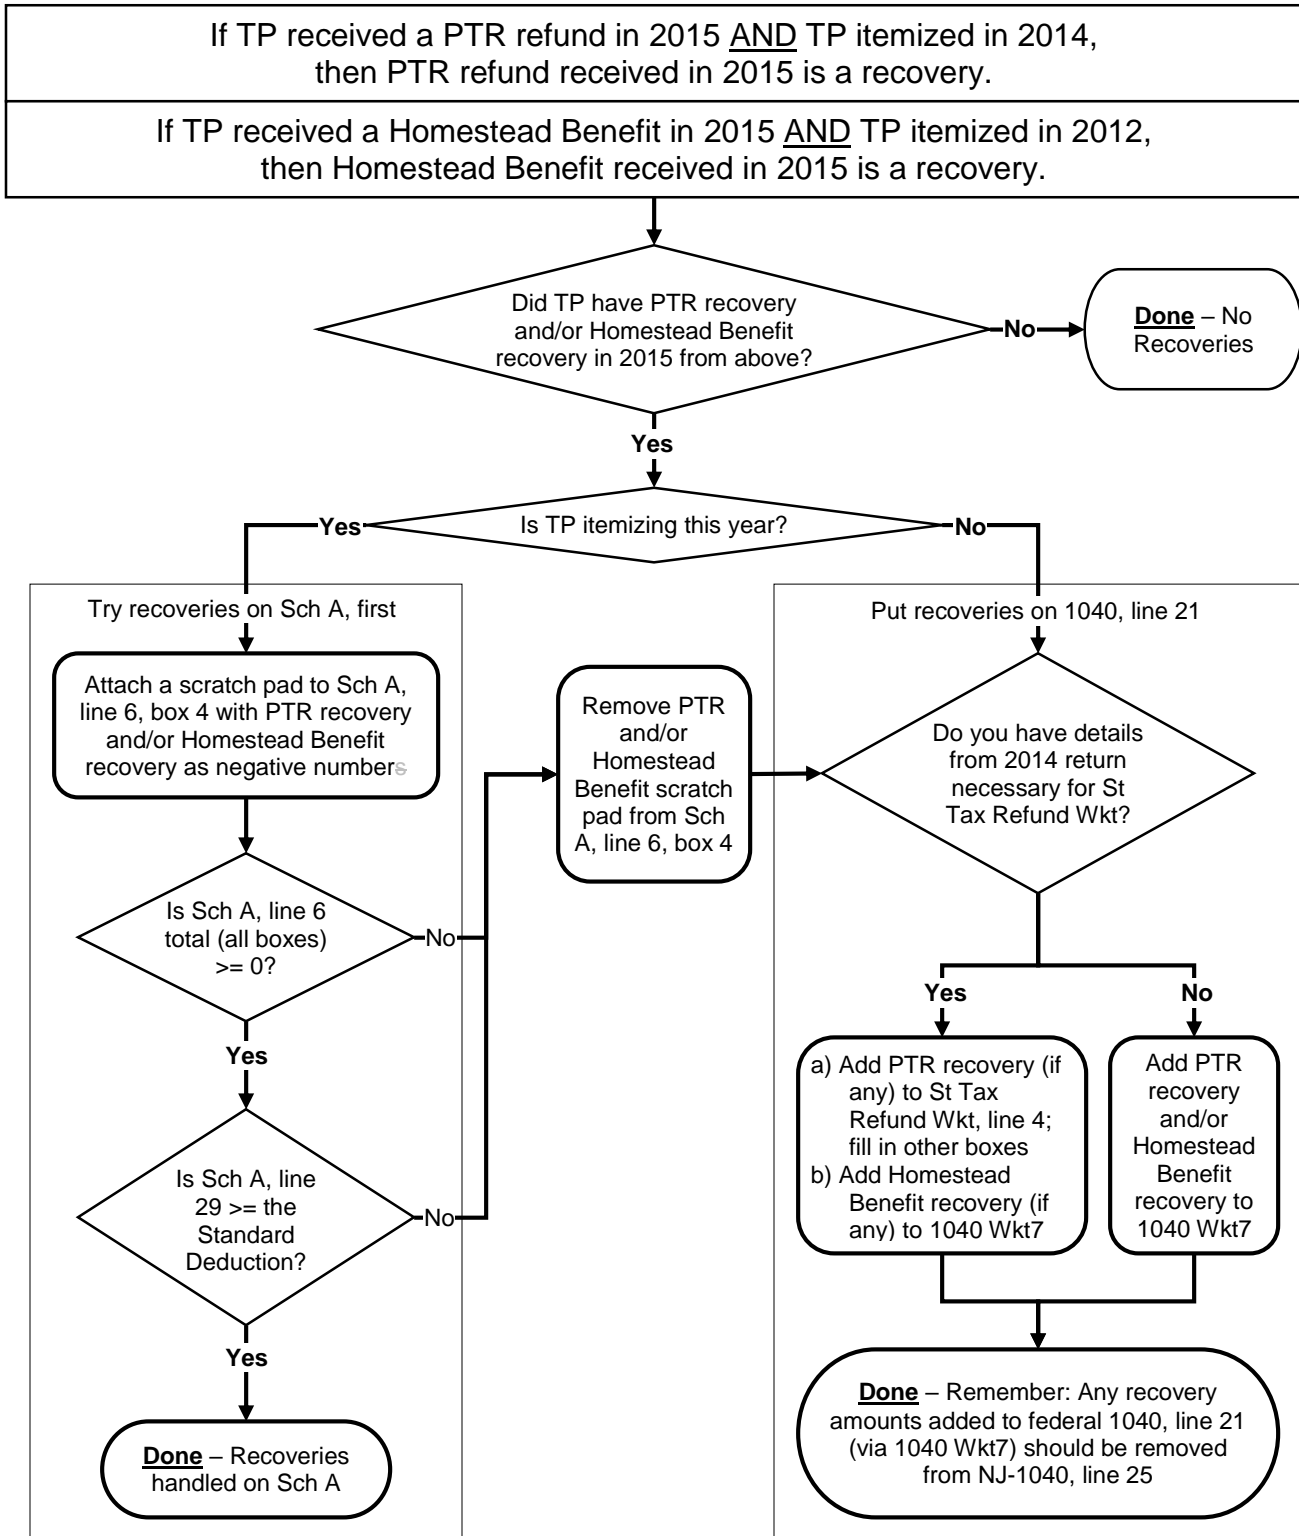 If TP received a PTR refund in 2015 AND TP itemized in 2014,
then PTR refund received in 2015 is a recovery.
If TP received a Homestead Benefit in 2015 AND TP itemized in 2012,
then Homestead Benefit received in 2015 is a recovery.
Did TP have PTR recovery
and/or Homestead Benefit
recovery in 2015 from above?
No
Done – No
Recoveries
Yes
Is TP itemizing this year?
Yes
No
Try recoveries on Sch A, first
Attach a scratch pad to Sch A,
line 6, box 4 with PTR recovery
and/or Homestead Benefit
recovery as negative numbers
Is Sch A, line 6
total (all boxes)
>= 0?
No
Yes
Is Sch A, line
29 >= the
Standard
Deduction?
No
Yes
Done – Recoveries
handled on Sch A
Remove PTR
and/or
Homestead
Benefit scratch
pad from Sch
A, line 6, box 4
Put recoveries on 1040, line 21
Do you have details
from 2014 return
necessary for St
Tax Refund Wkt?
Yes
No
a) Add PTR recovery (if
any) to St Tax
Refund Wkt, line 4;
fill in other boxes
b) Add Homestead
Benefit recovery (if
any) to 1040 Wkt7
Add PTR
recovery
and/or
Homestead
Benefit
recovery to
1040 Wkt7
Done – Remember: Any recovery
amounts added to federal 1040, line 21
(via 1040 Wkt7) should be removed
from NJ-1040, line 25